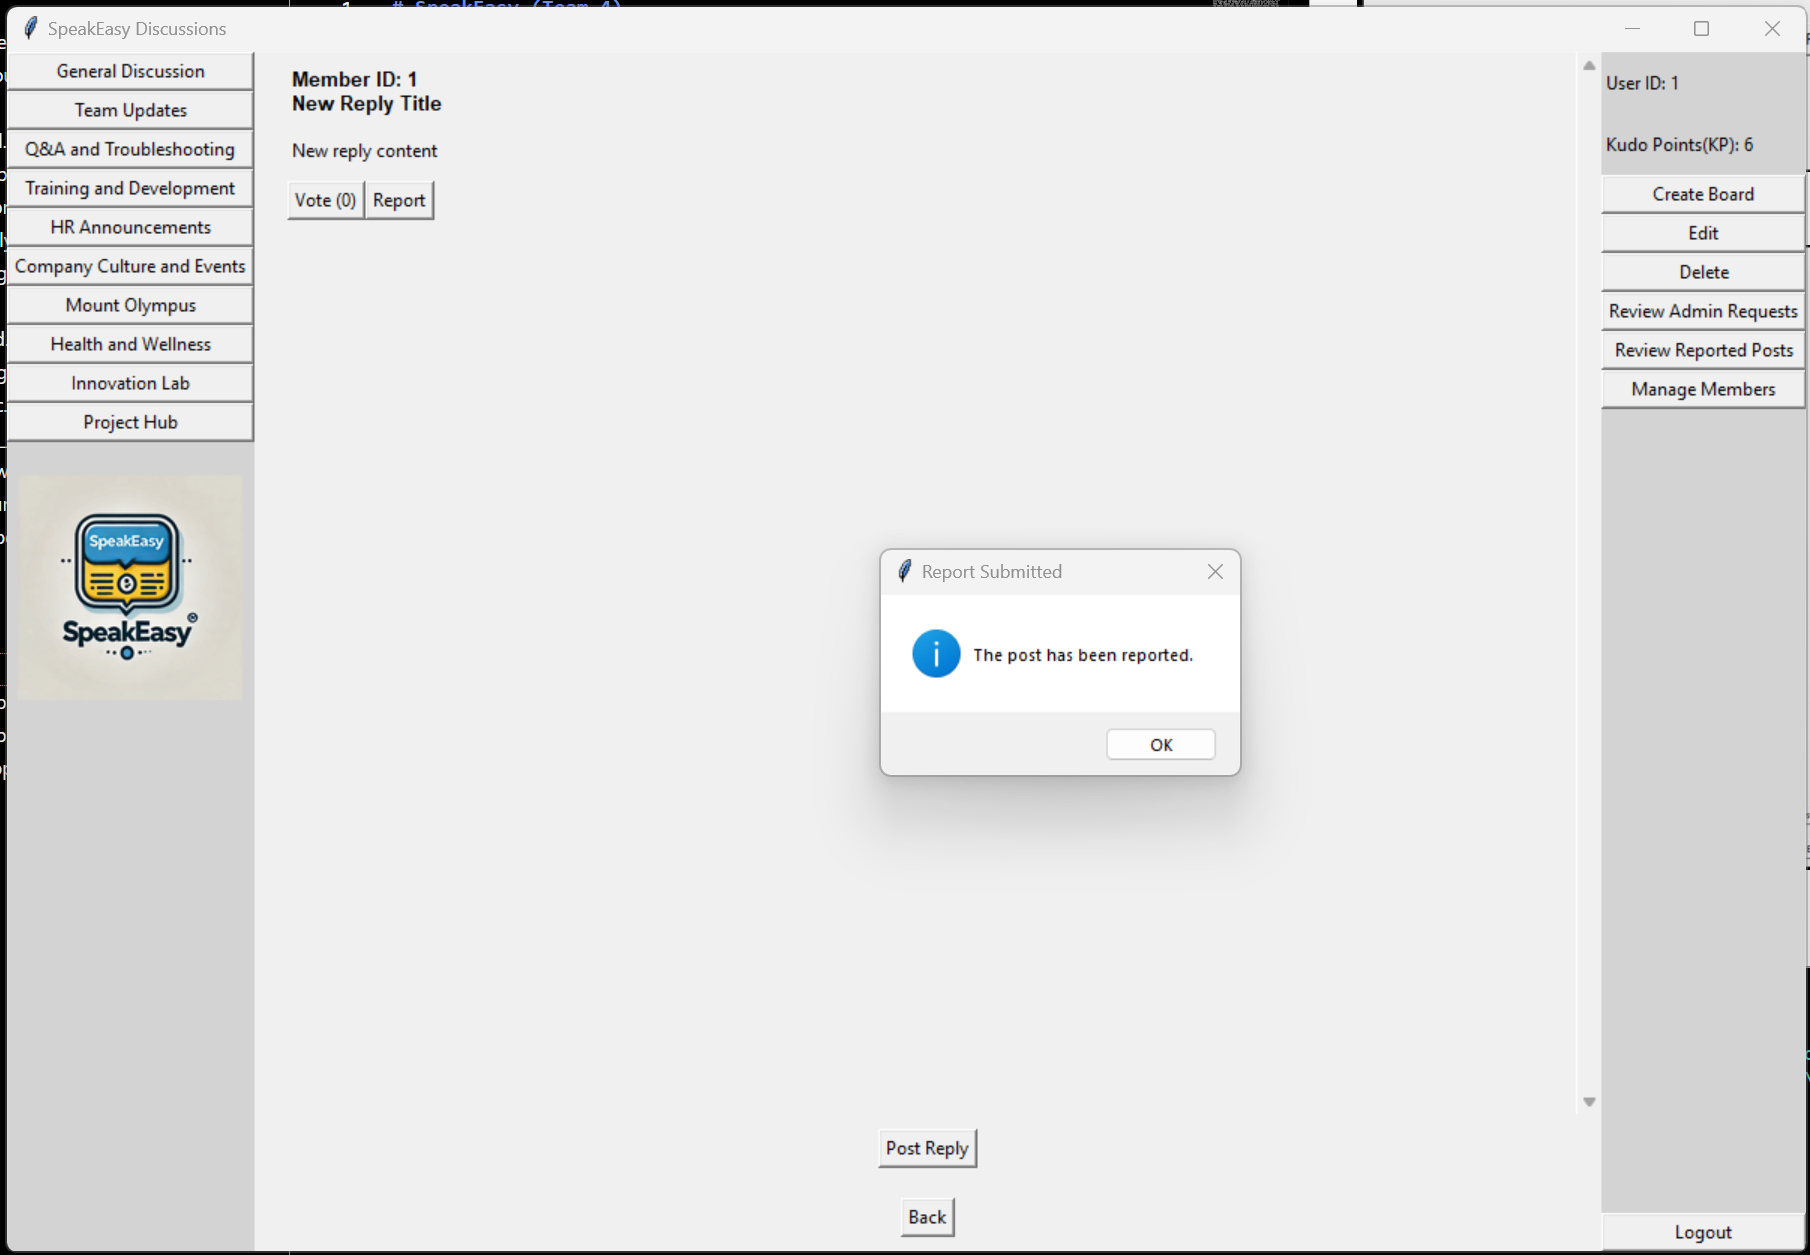 # SpeakEasy (Team 4)
SpeakEasy Discussions
General Discussion
Team Updates
Q&A and Troubleshooting
Training and Development
HR Announcements
Company Culture and Events
Mount Olympus
Health and Wellness
Innovation Lab
Project Hub
SpeakEasy
SpeakEasy
Member ID: 1
New Reply Title
New reply content
Vote (0)
Report
Report Submitted
The post has been reported.
OK
Post Reply
Back
User ID: 1
Kudo Points(KP): 6
Create Board
Edit
Delete
Review Admin Requests
Review Reported Posts
Manage Members
Logout